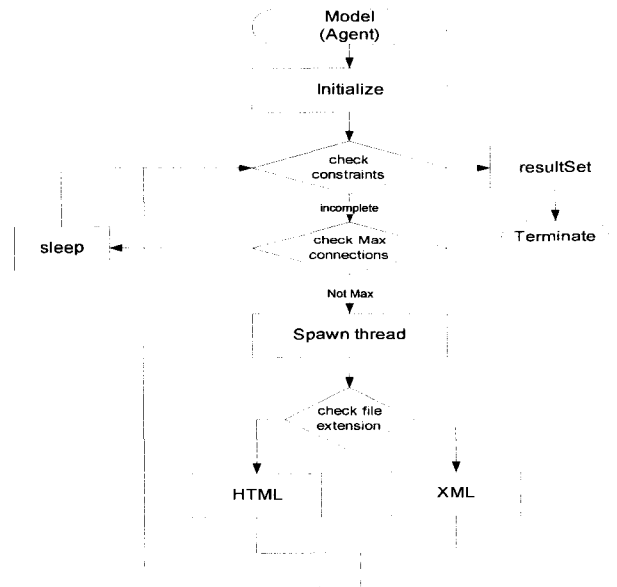 Model
(Agent)
Initialize
check
constraints
resultSet
incomplete
sleep
check Max
connections
Terminate
Not Max
Spawn thread
check file
extension
HTML
XML